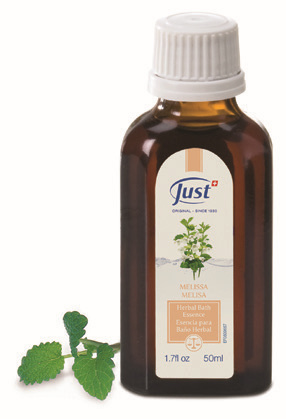 Just
ORIGINAL - SINCE 1930
MELISSA
MELISA
Herbal Bath
Essence
Esencia para
Baño Herbal
1.7fl oz 50ml